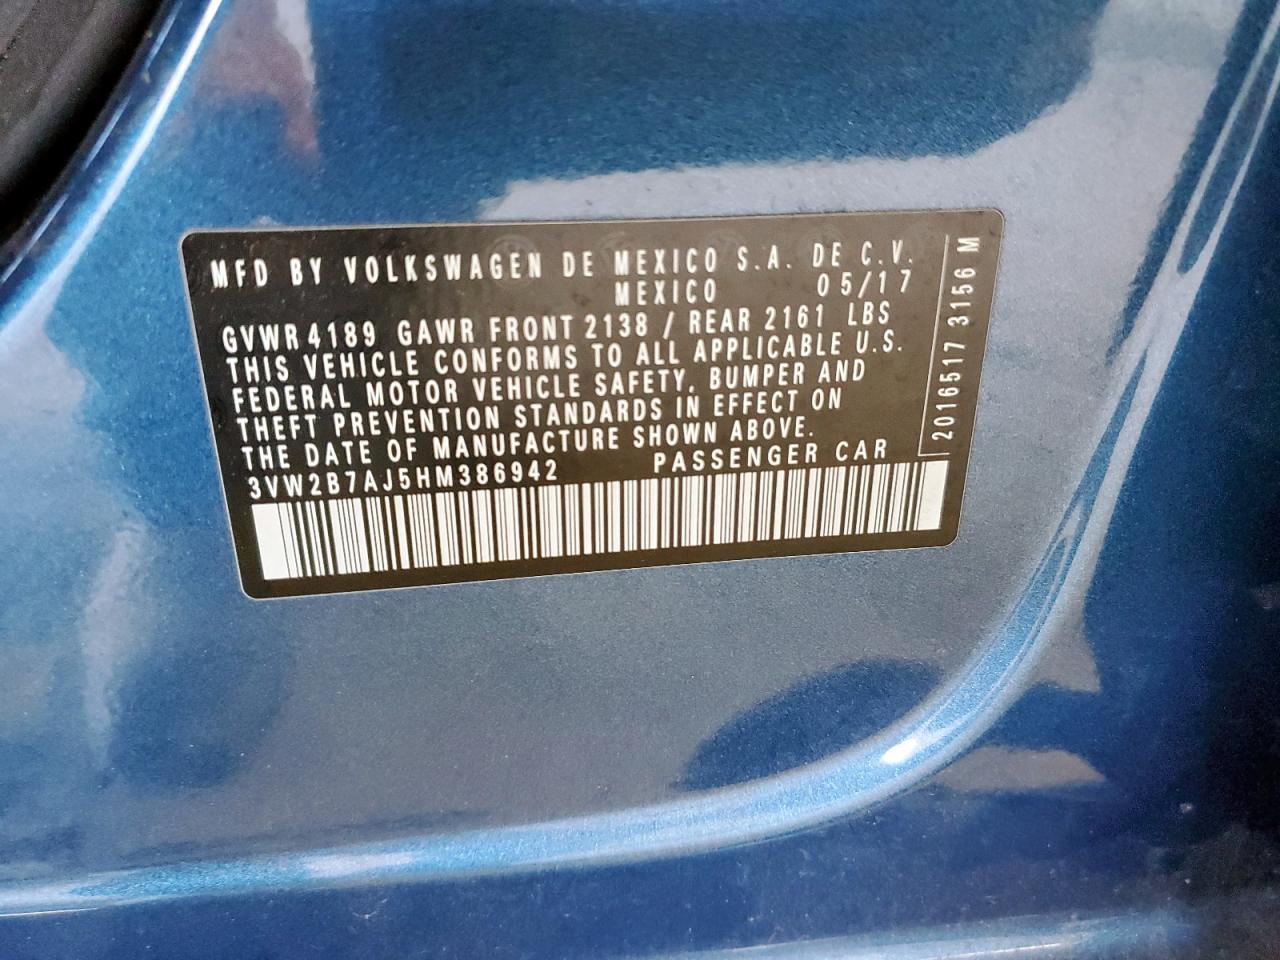 MFD BY VOLKSWAGEN DE MEXICO S.A. DE C.V.
MEXICO 05/17
GVWR 4189 GAWR FRONT 2138 / REAR 2161 LBS
THIS VEHICLE CONFORMS TO ALL APPLICABLE U.S.
FEDERAL MOTOR VEHICLE SAFETY, BUMPER AND
THEFT PREVENTION STANDARDS IN EFFECT ON
THE DATE OF MANUFACTURE SHOWN ABOVE.
3VW2B7AJ5HM386942 PASSENGER CAR
2016517 3156 M